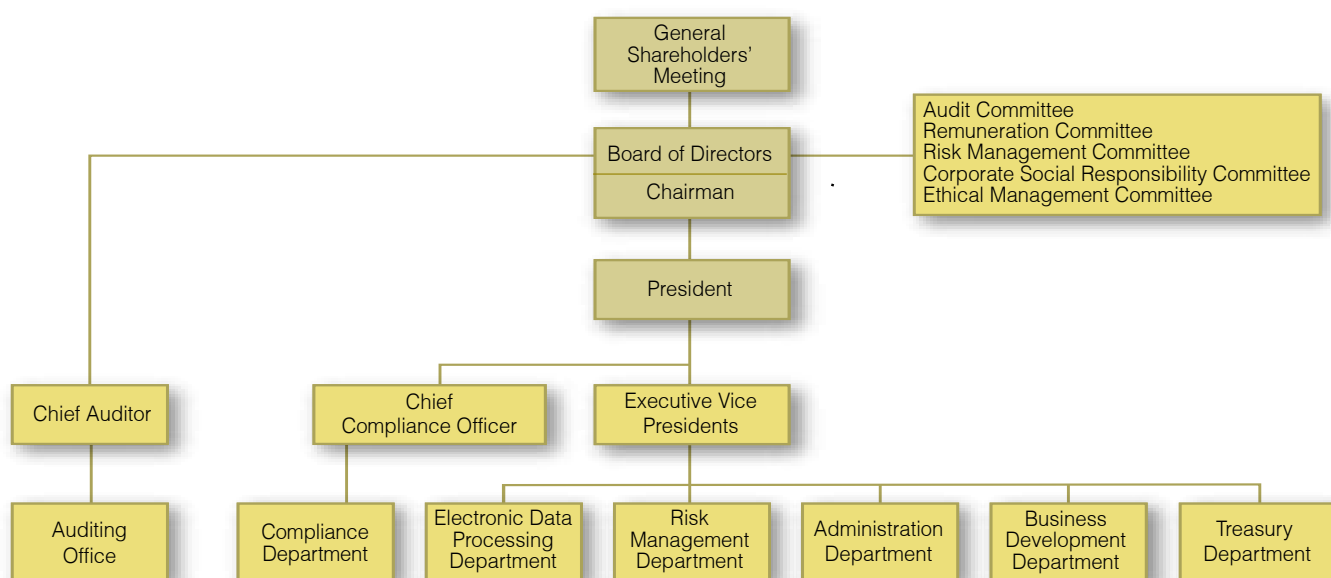 General
Shareholders’
Meeting
Board of Directors
Chairman
Audit Committee
Remuneration Committee
Risk Management Committee
Corporate Social Responsibility Committee
Ethical Management Committee
President
Chief Auditor
Chief
Compliance Officer
Executive Vice
Presidents
Auditing
Office
Compliance
Department
Electronic Data
Processing
Department
Risk
Management
Department
Administration
Department
Business
Development
Department
Treasury
Department